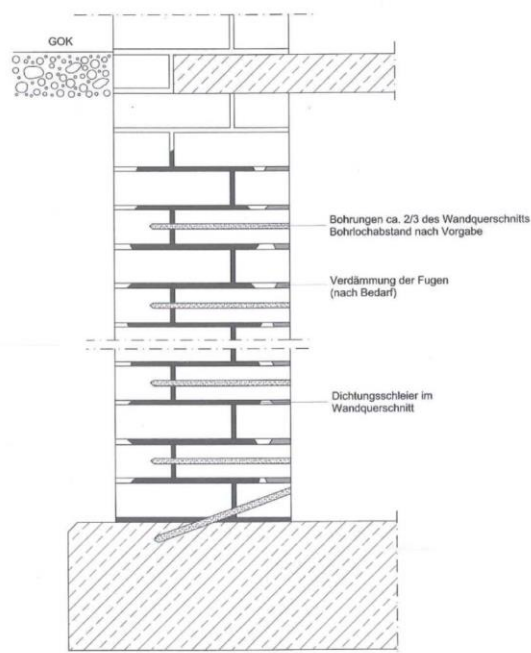 GOK
Bohrungen ca. 2/3 des Wandquerschnitts
Bohrlochabstand nach Vorgabe
Verdämmung der Fugen
(nach Bedarf)
Dichtungsschleier im
Wandquerschnitt